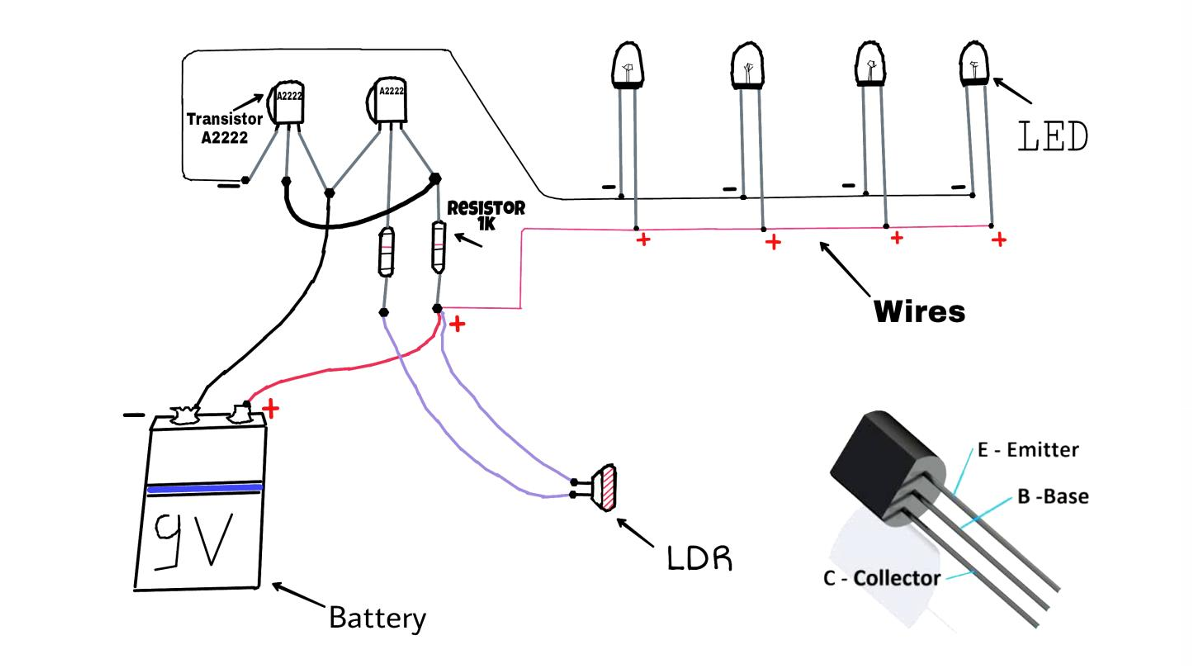 A2222
A2222
Transistor
A2222
LED
RESISTOR
1K
−
−
−
−
−
+
+
+
+
Wires
+
−
+
9V
E - Emitter
B -Base
C - Collector
LDR
Battery